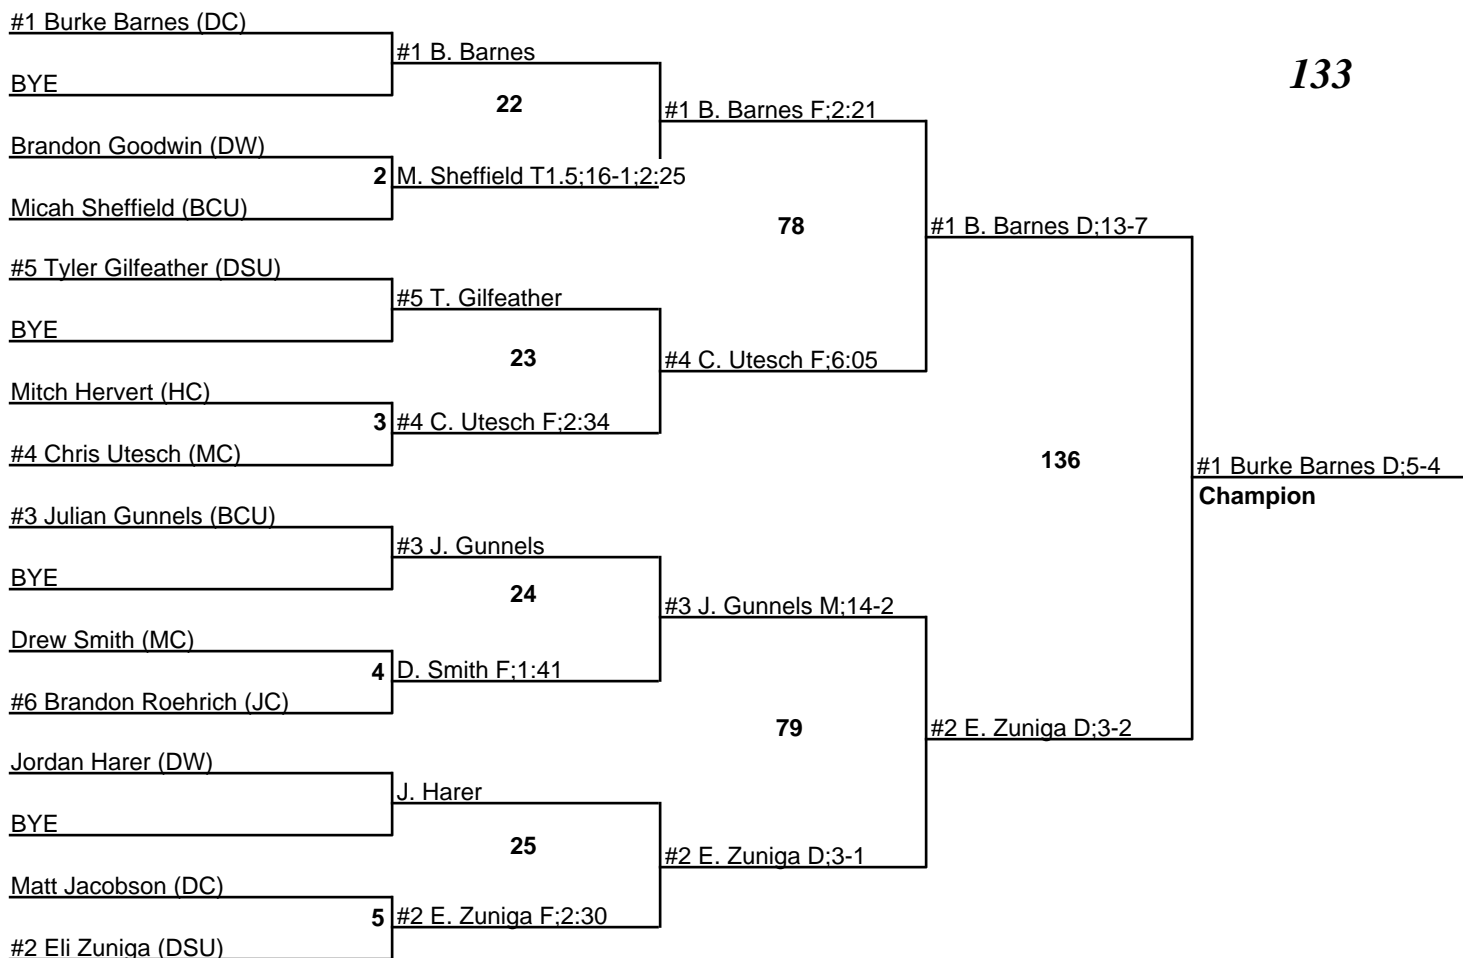 #1 Burke Barnes (DC)
#1 B. Barnes
133
BYE
22
#1 B. Barnes F;2:21
Brandon Goodwin (DW)
2 M. Sheffield T1.5;16-1;2:25
Micah Sheffield (BCU)
78
#1 B. Barnes D;13-7
#5 Tyler Gilfeather (DSU)
#5 T. Gilfeather
BYE
23
#4 C. Utesch F;6:05
Mitch Hervert (HC)
3 #4 C. Utesch F;2:34
#4 Chris Utesch (MC)
136
#1 Burke Barnes D;5-4
Champion
#3 Julian Gunnels (BCU)
#3 J. Gunnels
BYE
24
#3 J. Gunnels M;14-2
Drew Smith (MC)
4 D. Smith F;1:41
#6 Brandon Roehrich (JC)
79
#2 E. Zuniga D;3-2
Jordan Harer (DW)
J. Harer
BYE
25
#2 E. Zuniga D;3-1
Matt Jacobson (DC)
5 #2 E. Zuniga F;2:30
#2 Eli Zuniga (DSU)